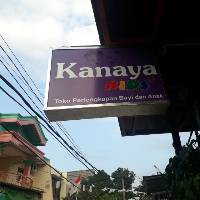 Kanaya
KIDS
Toko Perlengkapan Bayi dan Anak